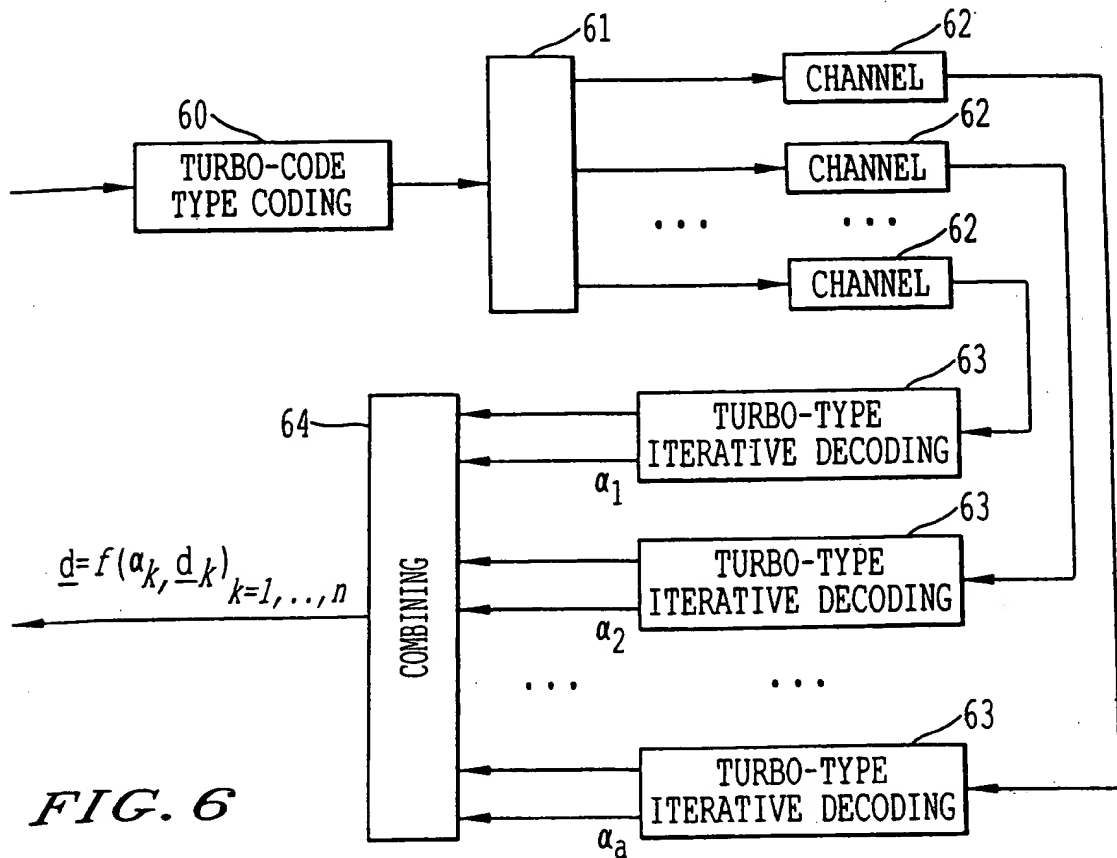 61
62
CHANNEL
60
TURBO-CODE
TYPE CODING
62
CHANNEL
... ...
62
CHANNEL
63
TURBO-TYPE
ITERATIVE DECODING
64
α1
63
TURBO-TYPE
ITERATIVE DECODING
d=f(αk,dk)k=1,..,n
COMBINING
α2
... ...
63
TURBO-TYPE
ITERATIVE DECODING
αa
FIG. 6